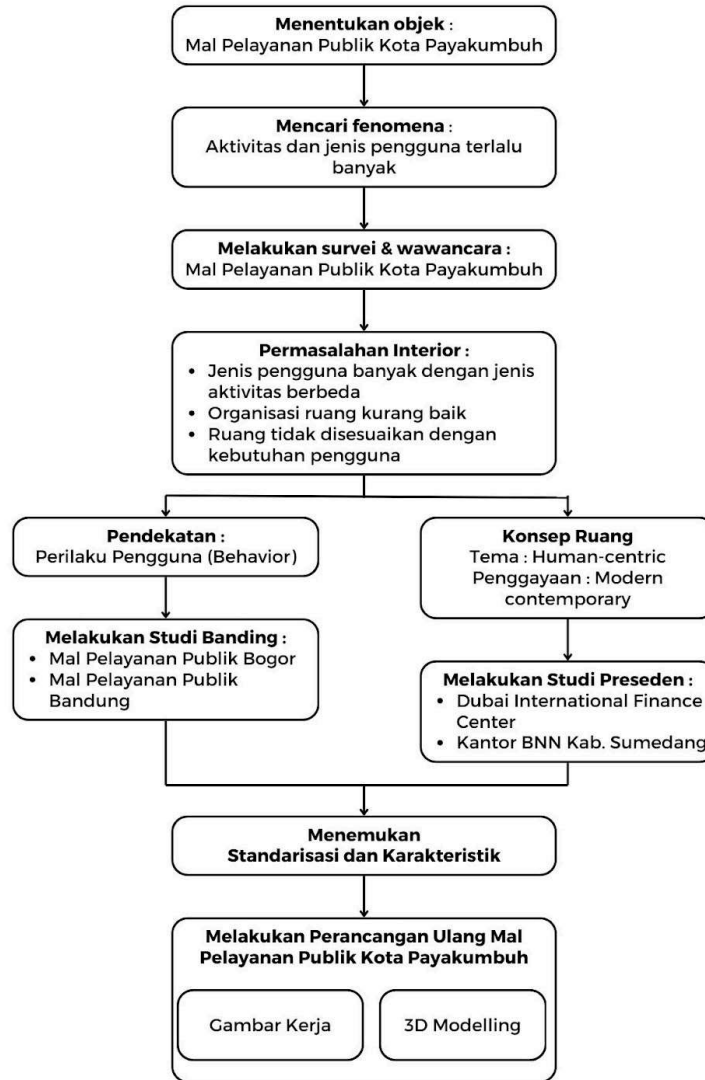 Menentukan objek :
Mal Pelayanan Publik Kota Payakumbuh
Mencari fenomena :
Aktivitas dan jenis pengguna terlalu
banyak
Melakukan survei & wawancara :
Mal Pelayanan Publik Kota Payakumbuh
Permasalahan Interior :
• Jenis pengguna banyak dengan jenis
aktivitas berbeda
• Organisasi ruang kurang baik
• Ruang tidak disesuaikan dengan
kebutuhan pengguna
Pendekatan :
Perilaku Pengguna (Behavior)
Melakukan Studi Banding :
• Mal Pelayanan Publik Bogor
• Mal Pelayanan Publik
Bandung
Konsep Ruang
Tema : Human-centric
Penggayaan : Modern
contemporary
Melakukan Studi Preseden :
• Dubai International Finance
Center
• Kantor BNN Kab. Sumedang
Menemukan
Standarisasi dan Karakteristik
Melakukan Perancangan Ulang Mal
Pelayanan Publik Kota Payakumbuh
Gambar Kerja
3D Modelling